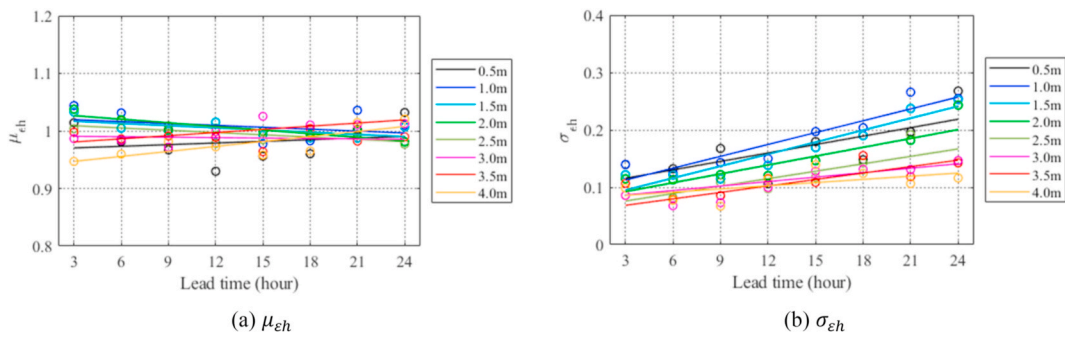 1.2
1.1
1
0.9
0.8
μεh
3 6 9 12 15 18 21 24
Lead time (hour)
0.5m
1.0m
1.5m
2.0m
2.5m
3.0m
3.5m
4.0m
(a) μεh
0.4
0.3
0.2
0.1
0
σεh
3 6 9 12 15 18 21 24
Lead time (hour)
0.5m
1.0m
1.5m
2.0m
2.5m
3.0m
3.5m
4.0m
(b) σεh